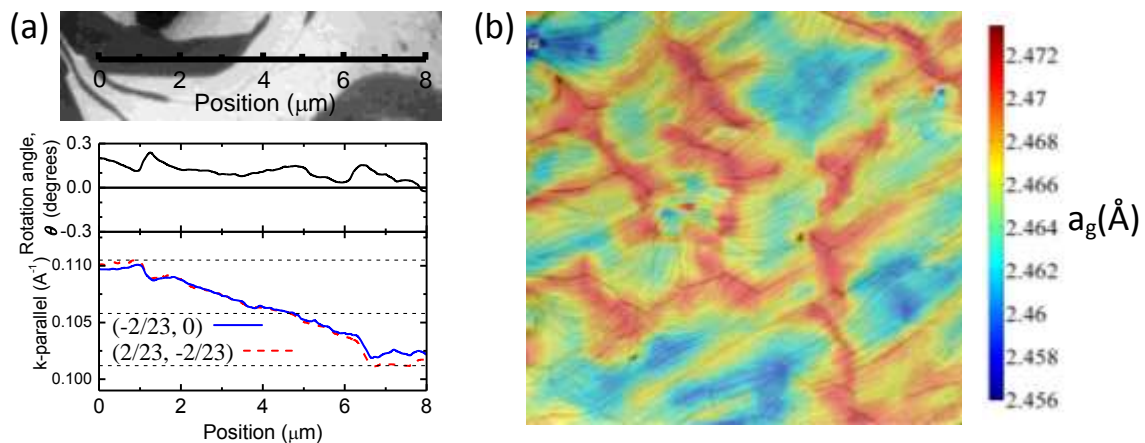 (a)
0 2 4 6 8
Position (μm)
0.3
0.0
-0.3
Rotation angle,
θ (degrees)
0.110
0.105
0.100
k-parallel (A⁻¹)
(-2/23, 0)
(2/23, -2/23)
0 2 4 6 8
Position (μm)
(b)
2.472
2.47
2.468
2.466
2.464
2.462
2.46
2.458
2.456
a_g(Å)